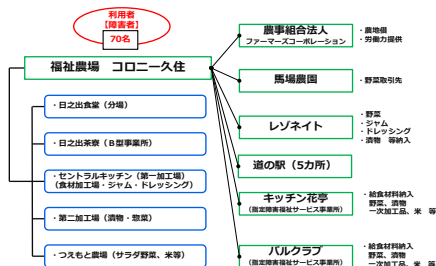 利用者
【障害者】
70名
福祉農場　コロニー久住
・日之出食堂（分場）
・日之出茶寮（Ｂ型事業所）
・セントラルキッチン（第一加工場）
（食材加工場・ジャム・ドレッシング）
・第二加工場（漬物・惣菜）
・つえもと農場（サラダ野菜、米等）
農事組合法人
ファーマーズコーポレーション
・農地借
・労働力提供
馬場農園
・野菜取引先
レゾネイト
・野菜
・ジャム
・ドレッシング
・漬物　等納入
道の駅（5カ所）
キッチン花亭
（指定障害福祉サービス事業所）
・給食材料納入
野菜、漬物
一次加工品、米　等
パルクラブ
（指定障害福祉サービス事業所）
・給食材料納入
野菜、漬物
一次加工品、米　等